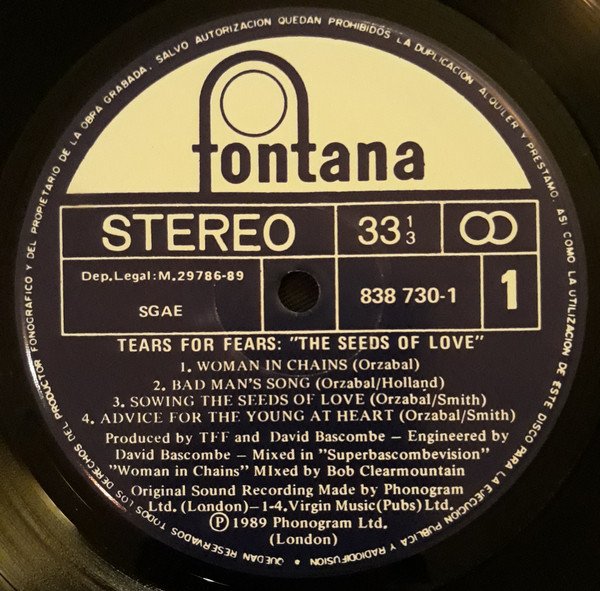 QUEDAN RESERVADOS TODOS LOS DERECHOS DEL PRODUCTOR FONOGRAFICO Y DEL PROPIETARIO DE LA OBRA GRABADA. SALVO AUTORIZACION QUEDAN PROHIBIDOS LA DUPLICACION, ALQUILER Y PRESTAMO, ASI COMO LA UTILIZACION DE ESTE DISCO PARA LA EJECUCION PUBLICA Y RADIODIFUSION
fontana
STEREO
33 1/3
Dep.Legal:M.29786-89
SGAE
838 730-1
1
TEARS FOR FEARS: "THE SEEDS OF LOVE"
1. WOMAN IN CHAINS (Orzabal)
2. BAD MAN'S SONG (Orzabal/Holland)
3. SOWING THE SEEDS OF LOVE (Orzabal/Smith)
4. ADVICE FOR THE YOUNG AT HEART (Orzabal/Smith)
Produced by TFF and David Bascombe – Engineered by
David Bascombe – Mixed in "Superbascombevision"
"Woman in Chains" MIxed by Bob Clearmountain
Original Sound Recording Made by Phonogram
Ltd. (London)–1-4. Virgin Music(Pubs) Ltd.
℗ 1989 Phonogram Ltd.
(London)